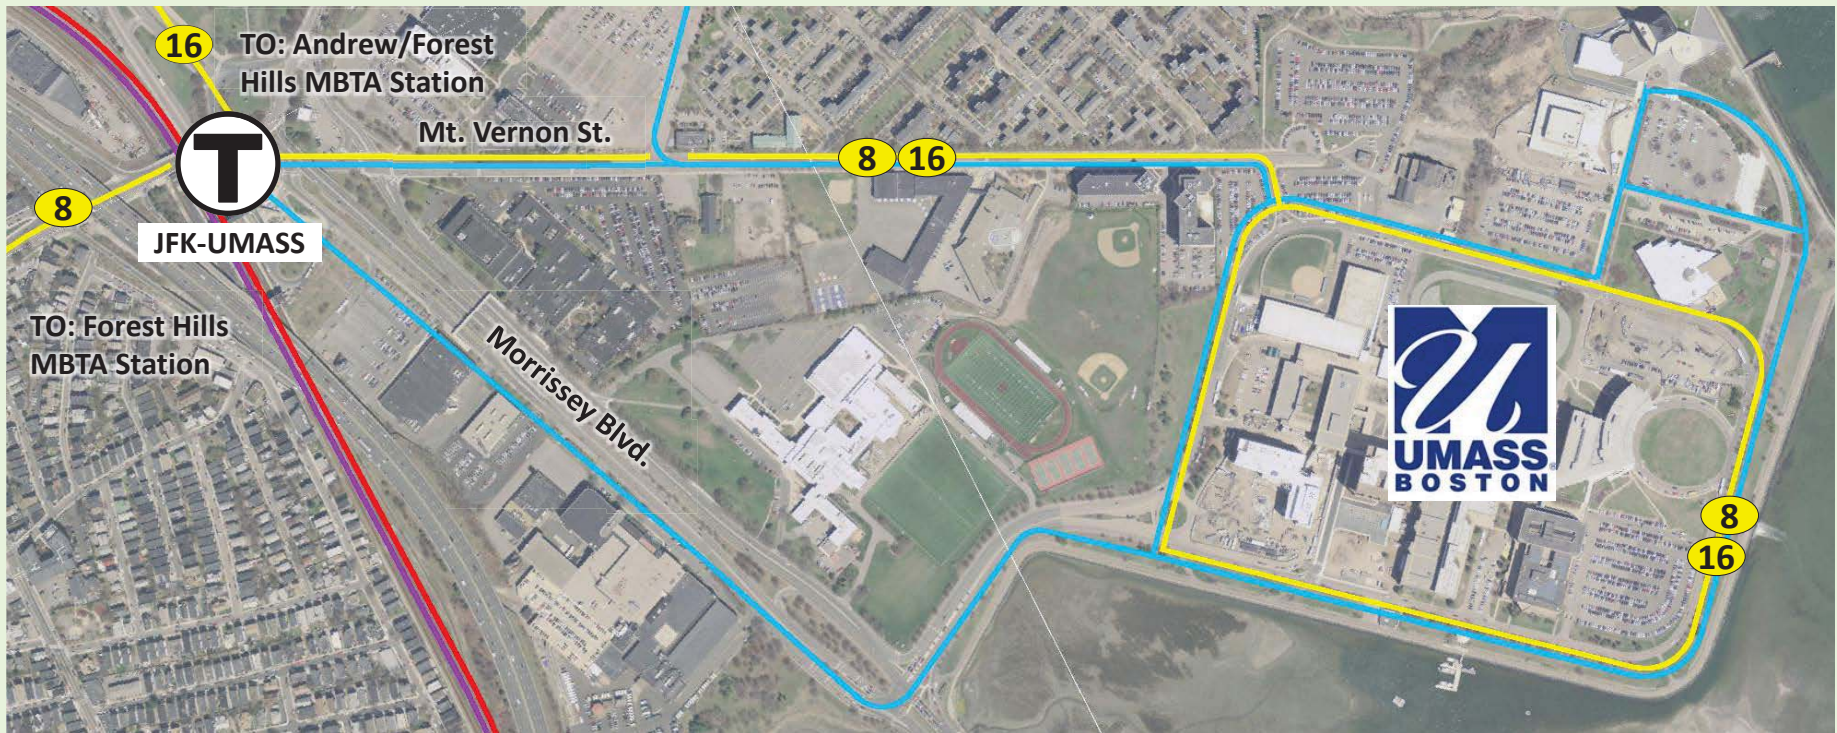 16
TO: Andrew/Forest
Hills MBTA Station
Mt. Vernon St.
T
8 16
8
JFK-UMASS
TO: Forest Hills
MBTA Station
Morrissey Blvd.
UMASS
BOSTON
8
16